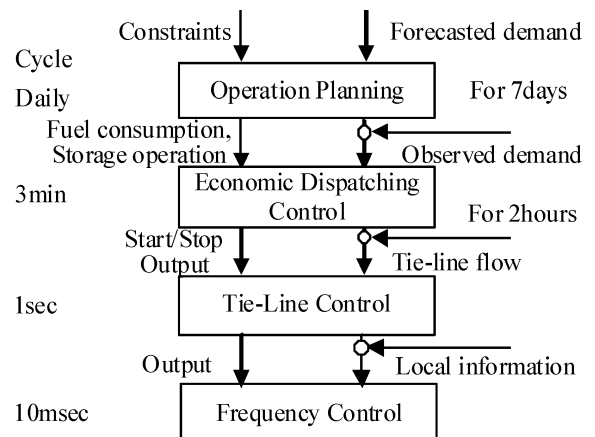 Constraints
Forecasted demand
Cycle
Daily
Operation Planning
For 7days
Fuel consumption,
Storage operation
Observed demand
3min
Economic Dispatching
Control
For 2hours
Start/Stop
Output
Tie-line flow
1sec
Tie-Line Control
Output
Local information
10msec
Frequency Control